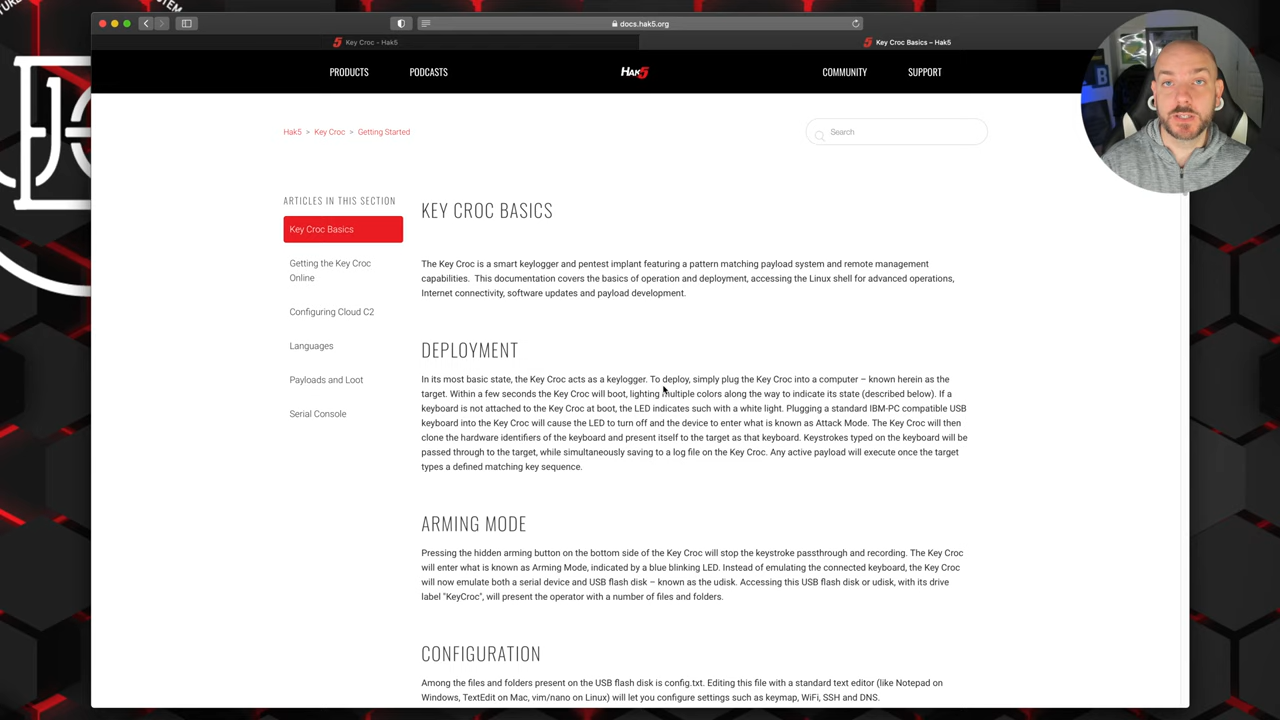 docs.hak5.org
Key Croc - Hak5
Key Croc Basics – Hak5
PRODUCTS
PODCASTS
HAK5
COMMUNITY
SUPPORT
Hak5 > Key Croc > Getting Started
Search
ARTICLES IN THIS SECTION
Key Croc Basics
Getting the Key Croc
Online
Configuring Cloud C2
Languages
Payloads and Loot
Serial Console
KEY CROC BASICS
The Key Croc is a smart keylogger and pentest implant featuring a pattern matching payload system and remote management
capabilities. This documentation covers the basics of operation and deployment, accessing the Linux shell for advanced operations,
Internet connectivity, software updates and payload development.
DEPLOYMENT
In its most basic state, the Key Croc acts as a keylogger. To deploy, simply plug the Key Croc into a computer – known herein as the
target. Within a few seconds the Key Croc will boot, lighting multiple colors along the way to indicate its state (described below). If a
keyboard is not attached to the Key Croc at boot, the LED indicates such with a white light. Plugging a standard IBM-PC compatible USB
keyboard into the Key Croc will cause the LED to turn off and the device to enter what is known as Attack Mode. The Key Croc will then
clone the hardware identifiers of the keyboard and present itself to the target as that keyboard. Keystrokes typed on the keyboard will be
passed through to the target, while simultaneously saving to a log file on the Key Croc. Any active payload will execute once the target
types a defined matching key sequence.
ARMING MODE
Pressing the hidden arming button on the bottom side of the Key Croc will stop the keystroke passthrough and recording. The Key Croc
will enter what is known as Arming Mode, indicated by a blue blinking LED. Instead of emulating the connected keyboard, the Key Croc
will now emulate both a serial device and USB flash disk – known as the udisk. Accessing this USB flash disk or udisk, with its drive
label "KeyCroc", will present the operator with a number of files and folders.
CONFIGURATION
Among the files and folders present on the USB flash disk is config.txt. Editing this file with a standard text editor (like Notepad on
Windows, TextEdit on Mac, vim/nano on Linux) will let you configure settings such as keymap, WiFi, SSH and DNS.